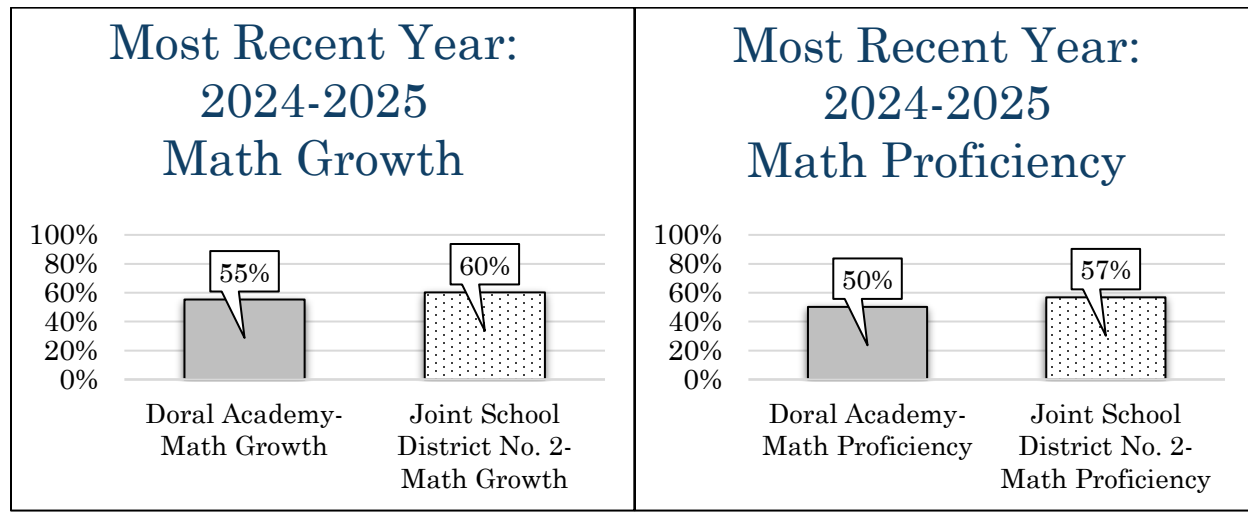 Most Recent Year:
2024-2025
Math Growth
100%
80%
60%
40%
20%
0%
55%
60%
Doral Academy-
Math Growth
Joint School
District No. 2-
Math Growth
Most Recent Year:
2024-2025
Math Proficiency
100%
80%
60%
40%
20%
0%
50%
57%
Doral Academy-
Math Proficiency
Joint School
District No. 2-
Math Proficiency